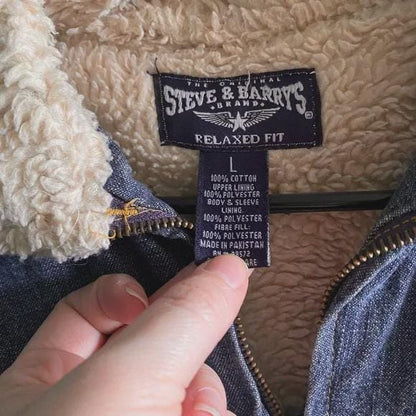 THE ORIGINAL
STEVE & BARRY'S
BRAND
RELAXED FIT
L
100% COTTON
UPPER LINING
100% POLYESTER
BODY & SLEEVE
LINING:
100% POLYESTER
FIBRE FILL:
100% POLYESTER
MADE IN PAKISTAN